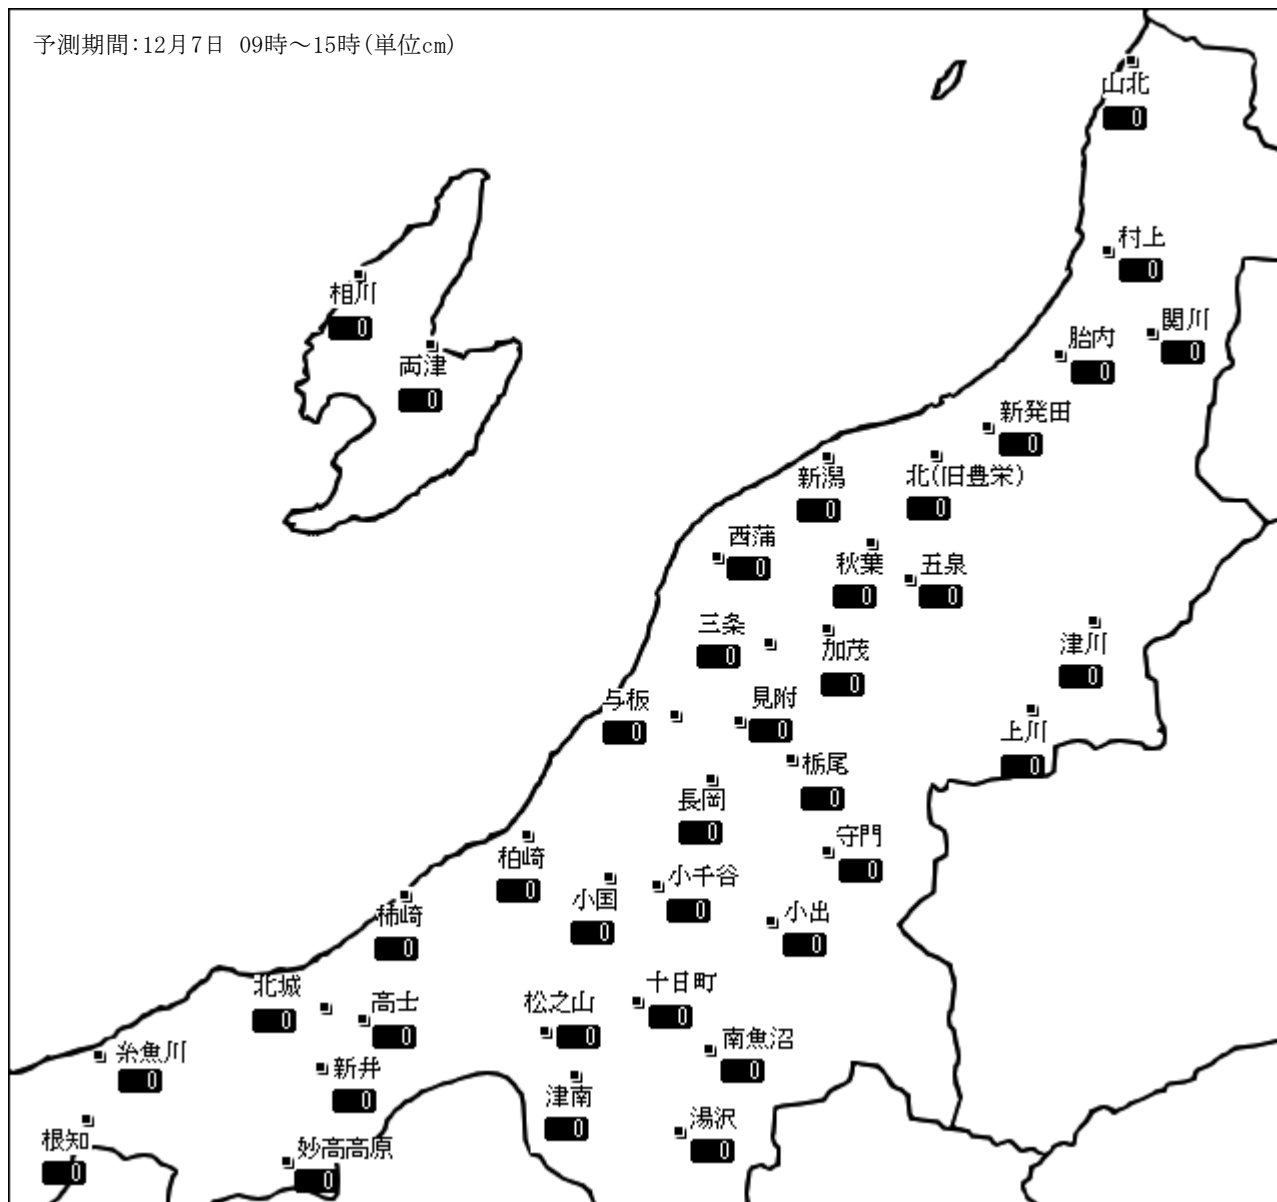 予測期間:12月7日 09時～15時(単位cm)
山北
0
村上
0
相川
0
関川
0
胎内
0
両津
0
新発田
0
新潟
0
北(旧豊栄)
0
西蒲
0
秋葉
0
五泉
0
三条
0
加茂
0
津川
0
与板
0
見附
0
上川
0
栃尾
0
長岡
0
守門
0
柏崎
0
小千谷
0
小国
0
小出
0
柿崎
0
北城
0
高士
0
松之山
0
十日町
0
南魚沼
0
糸魚川
0
新井
0
津南
0
湯沢
0
根知
0
妙高高原
0